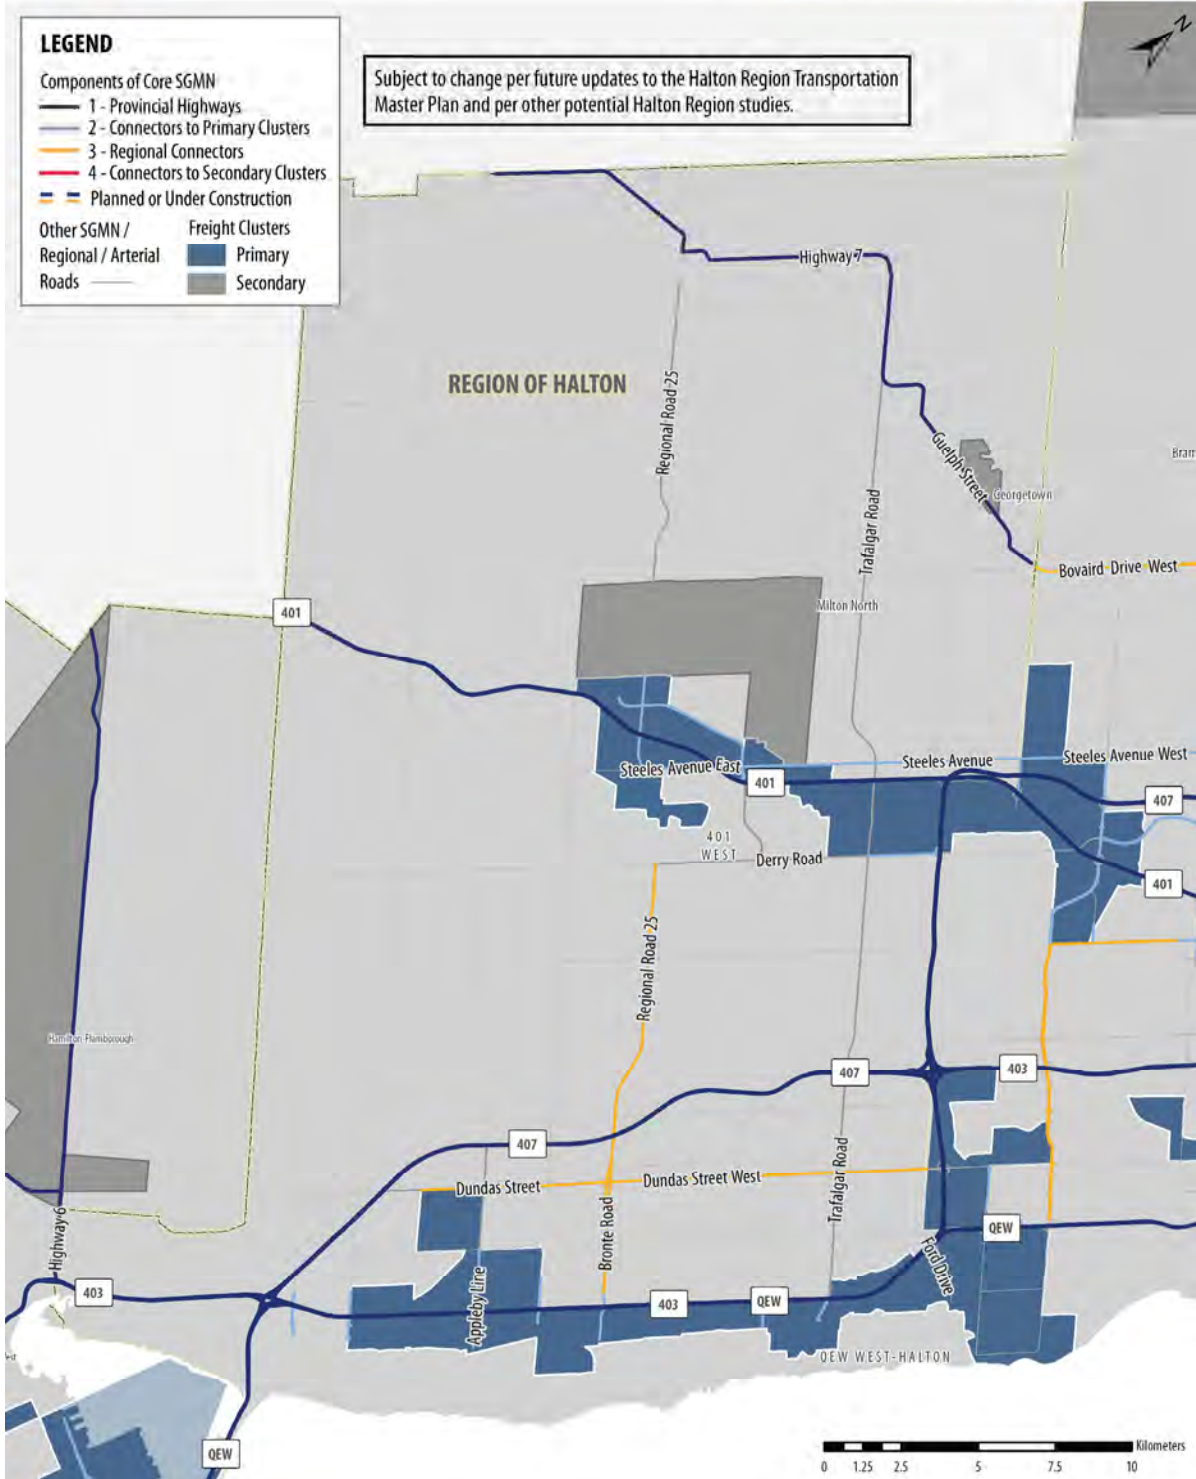 LEGEND
Components of Core SGMN
1 - Provincial Highways
2 - Connectors to Primary Clusters
3 - Regional Connectors
4 - Connectors to Secondary Clusters
Planned or Under Construction
Other SGMN /
Regional / Arterial
Roads
Freight Clusters
Primary
Secondary
Subject to change per future updates to the Halton Region Transportation
Master Plan and per other potential Halton Region studies.
N
Highway 7
REGION OF HALTON
Regional Road 25
Guelph Street
Georgetown
Bram
Trafalgar Road
Bovaird Drive West
401
Milton North
Steeles Avenue East
Steeles Avenue
Steeles Avenue West
401
407
401
WEST
Derry Road
401
Regional Road 25
Hamilton-Flamborough
407
403
407
Dundas Street
Dundas Street West
Trafalgar Road
Bronte Road
Highway 6
QEW
Ford Drive
Appleby Line
403
403
QEW
QEW WEST-HALTON
QEW
Kilometers
0 1.25 2.5 5 7.5 10